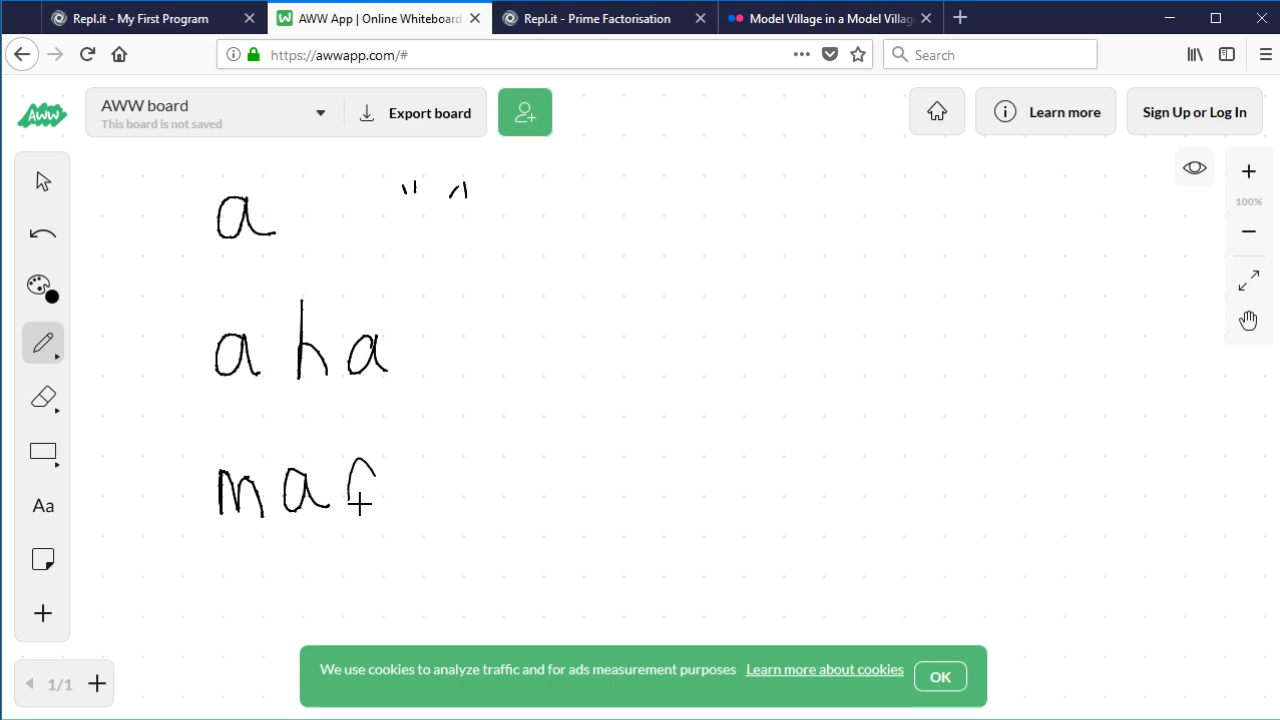 Repl.it - My First Program
AWW App | Online Whiteboard
Repl.it - Prime Factorisation
Model Village in a Model Villag
https://awwapp.com/#
Search
AWW
AWW board
This board is not saved
Export board
Learn more
Sign Up or Log In
a " "
100%
a h a
m a
Aa
1/1
We use cookies to analyze traffic and for ads measurement purposes Learn more about cookies OK